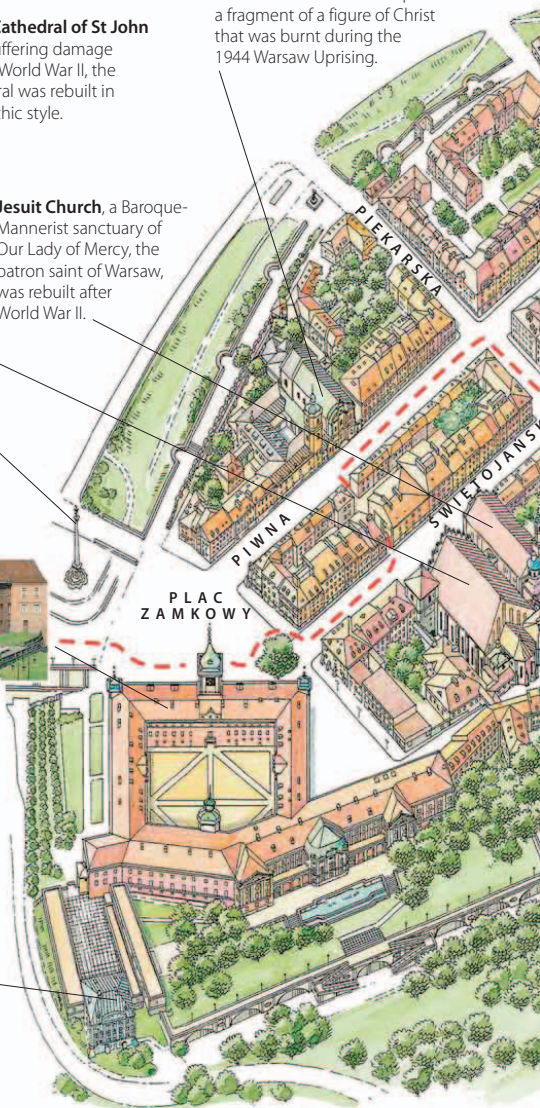 a fragment of a figure of Christ
that was burnt during the
1944 Warsaw Uprising.
Cathedral of St John
ffering damage
World War II, the
ral was rebuilt in
hic style.
Jesuit Church, a Baroque-
Mannerist sanctuary of
Our Lady of Mercy, the
patron saint of Warsaw,
was rebuilt after
World War II.
PIEKARSKA
ŚWIĘTOJAŃSK
PIWNA
PLAC
ZAMKOWY